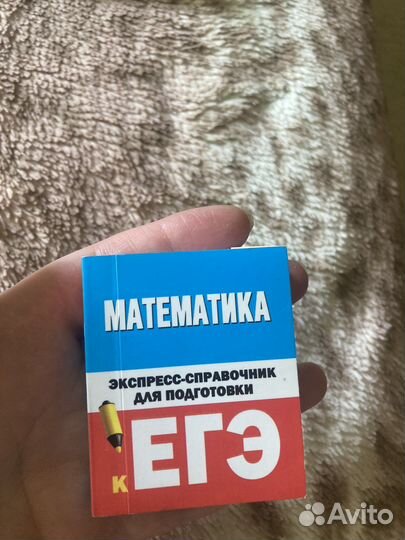 МАТЕМАТИКА
ЭКСПРЕСС-СПРАВОЧНИК
ДЛЯ ПОДГОТОВКИ
К ЕГЭ
Avito